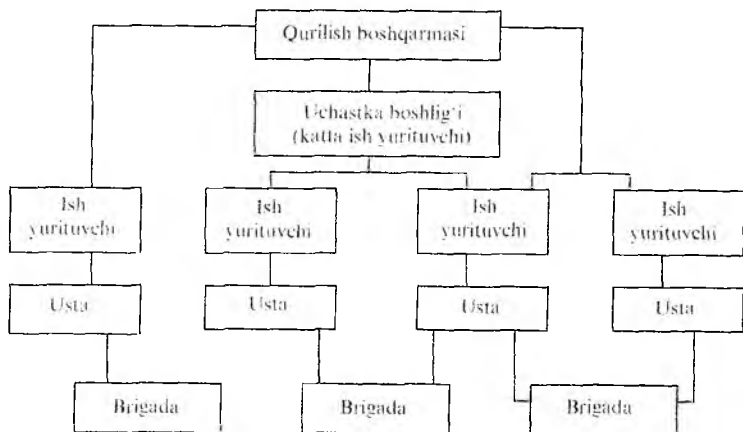 Qurilish boshqarmasi
Uchastka boshlig'i
(katta ish yurituvchi)
Ish
yurituvchi
Ish
yurituvchi
Ish
yurituvchi
Ish
yurituvchi
Usta
Usta
Usta
Usta
Brigada
Brigada
Brigada